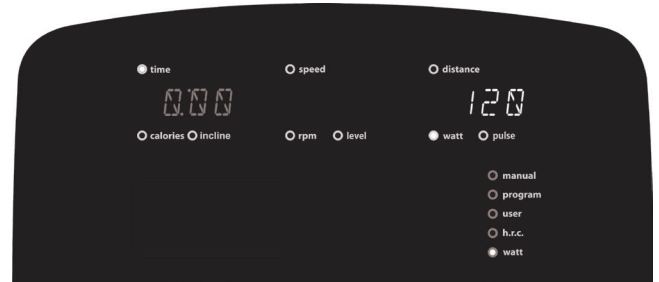 time speed distance
0:00 120
calories incline rpm level watt pulse
manual
program
user
h.r.c.
watt